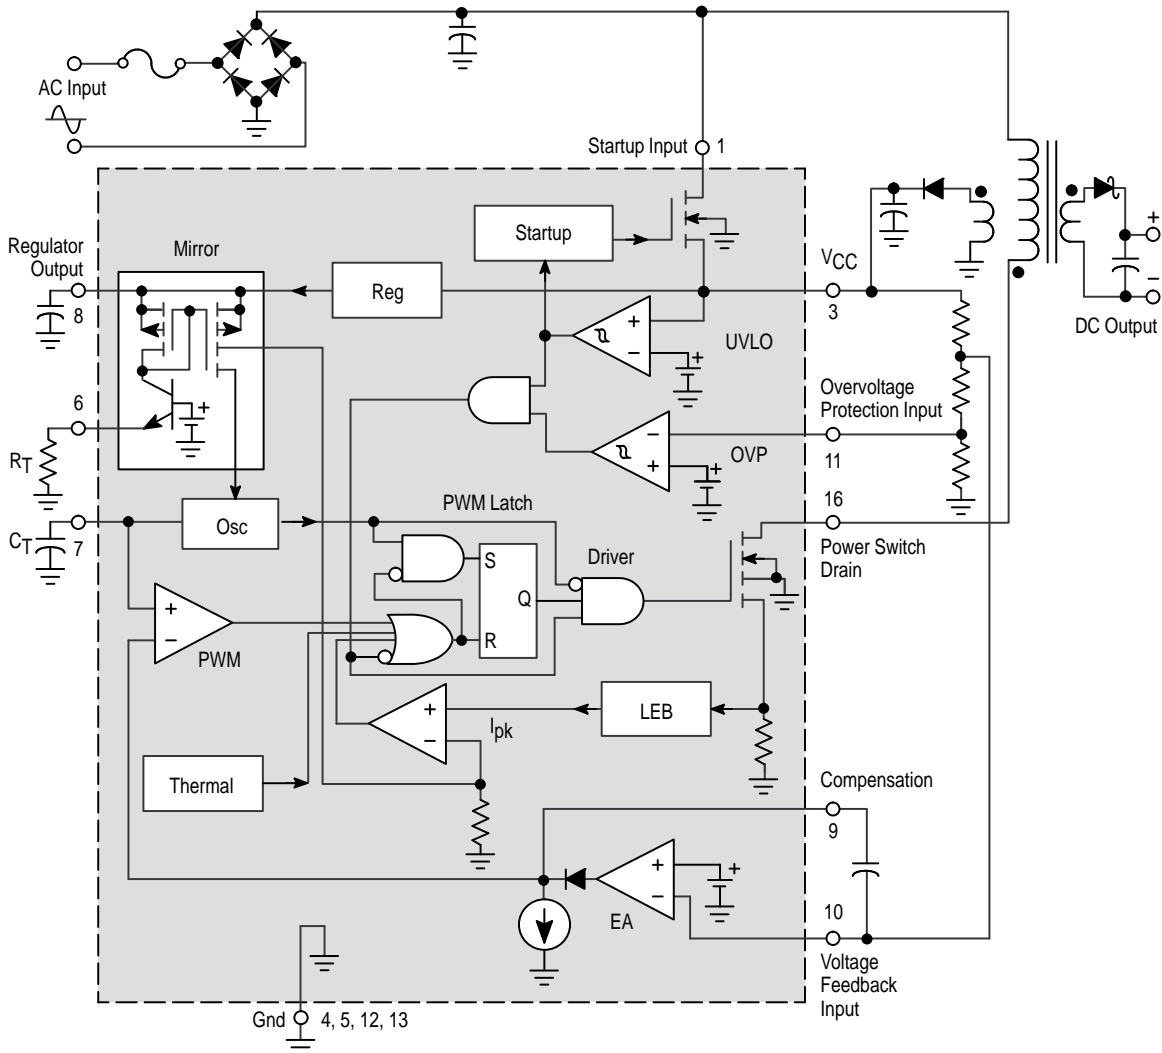 AC Input
Startup Input
1
Regulator
Output
8
Mirror
Startup
Reg
VCC
3
+
−
DC Output
+
−
UVLO
+
6
RT
+
Overvoltage
Protection Input
11
−
+
OVP
+
16
Power Switch
Drain
CT
7
Osc
PWM Latch
S
Q
R
Driver
+
−
PWM
+
−
Ipk
LEB
Thermal
Compensation
9
+
−
EA
+
10
Voltage
Feedback
Input
Gnd
4, 5, 12, 13